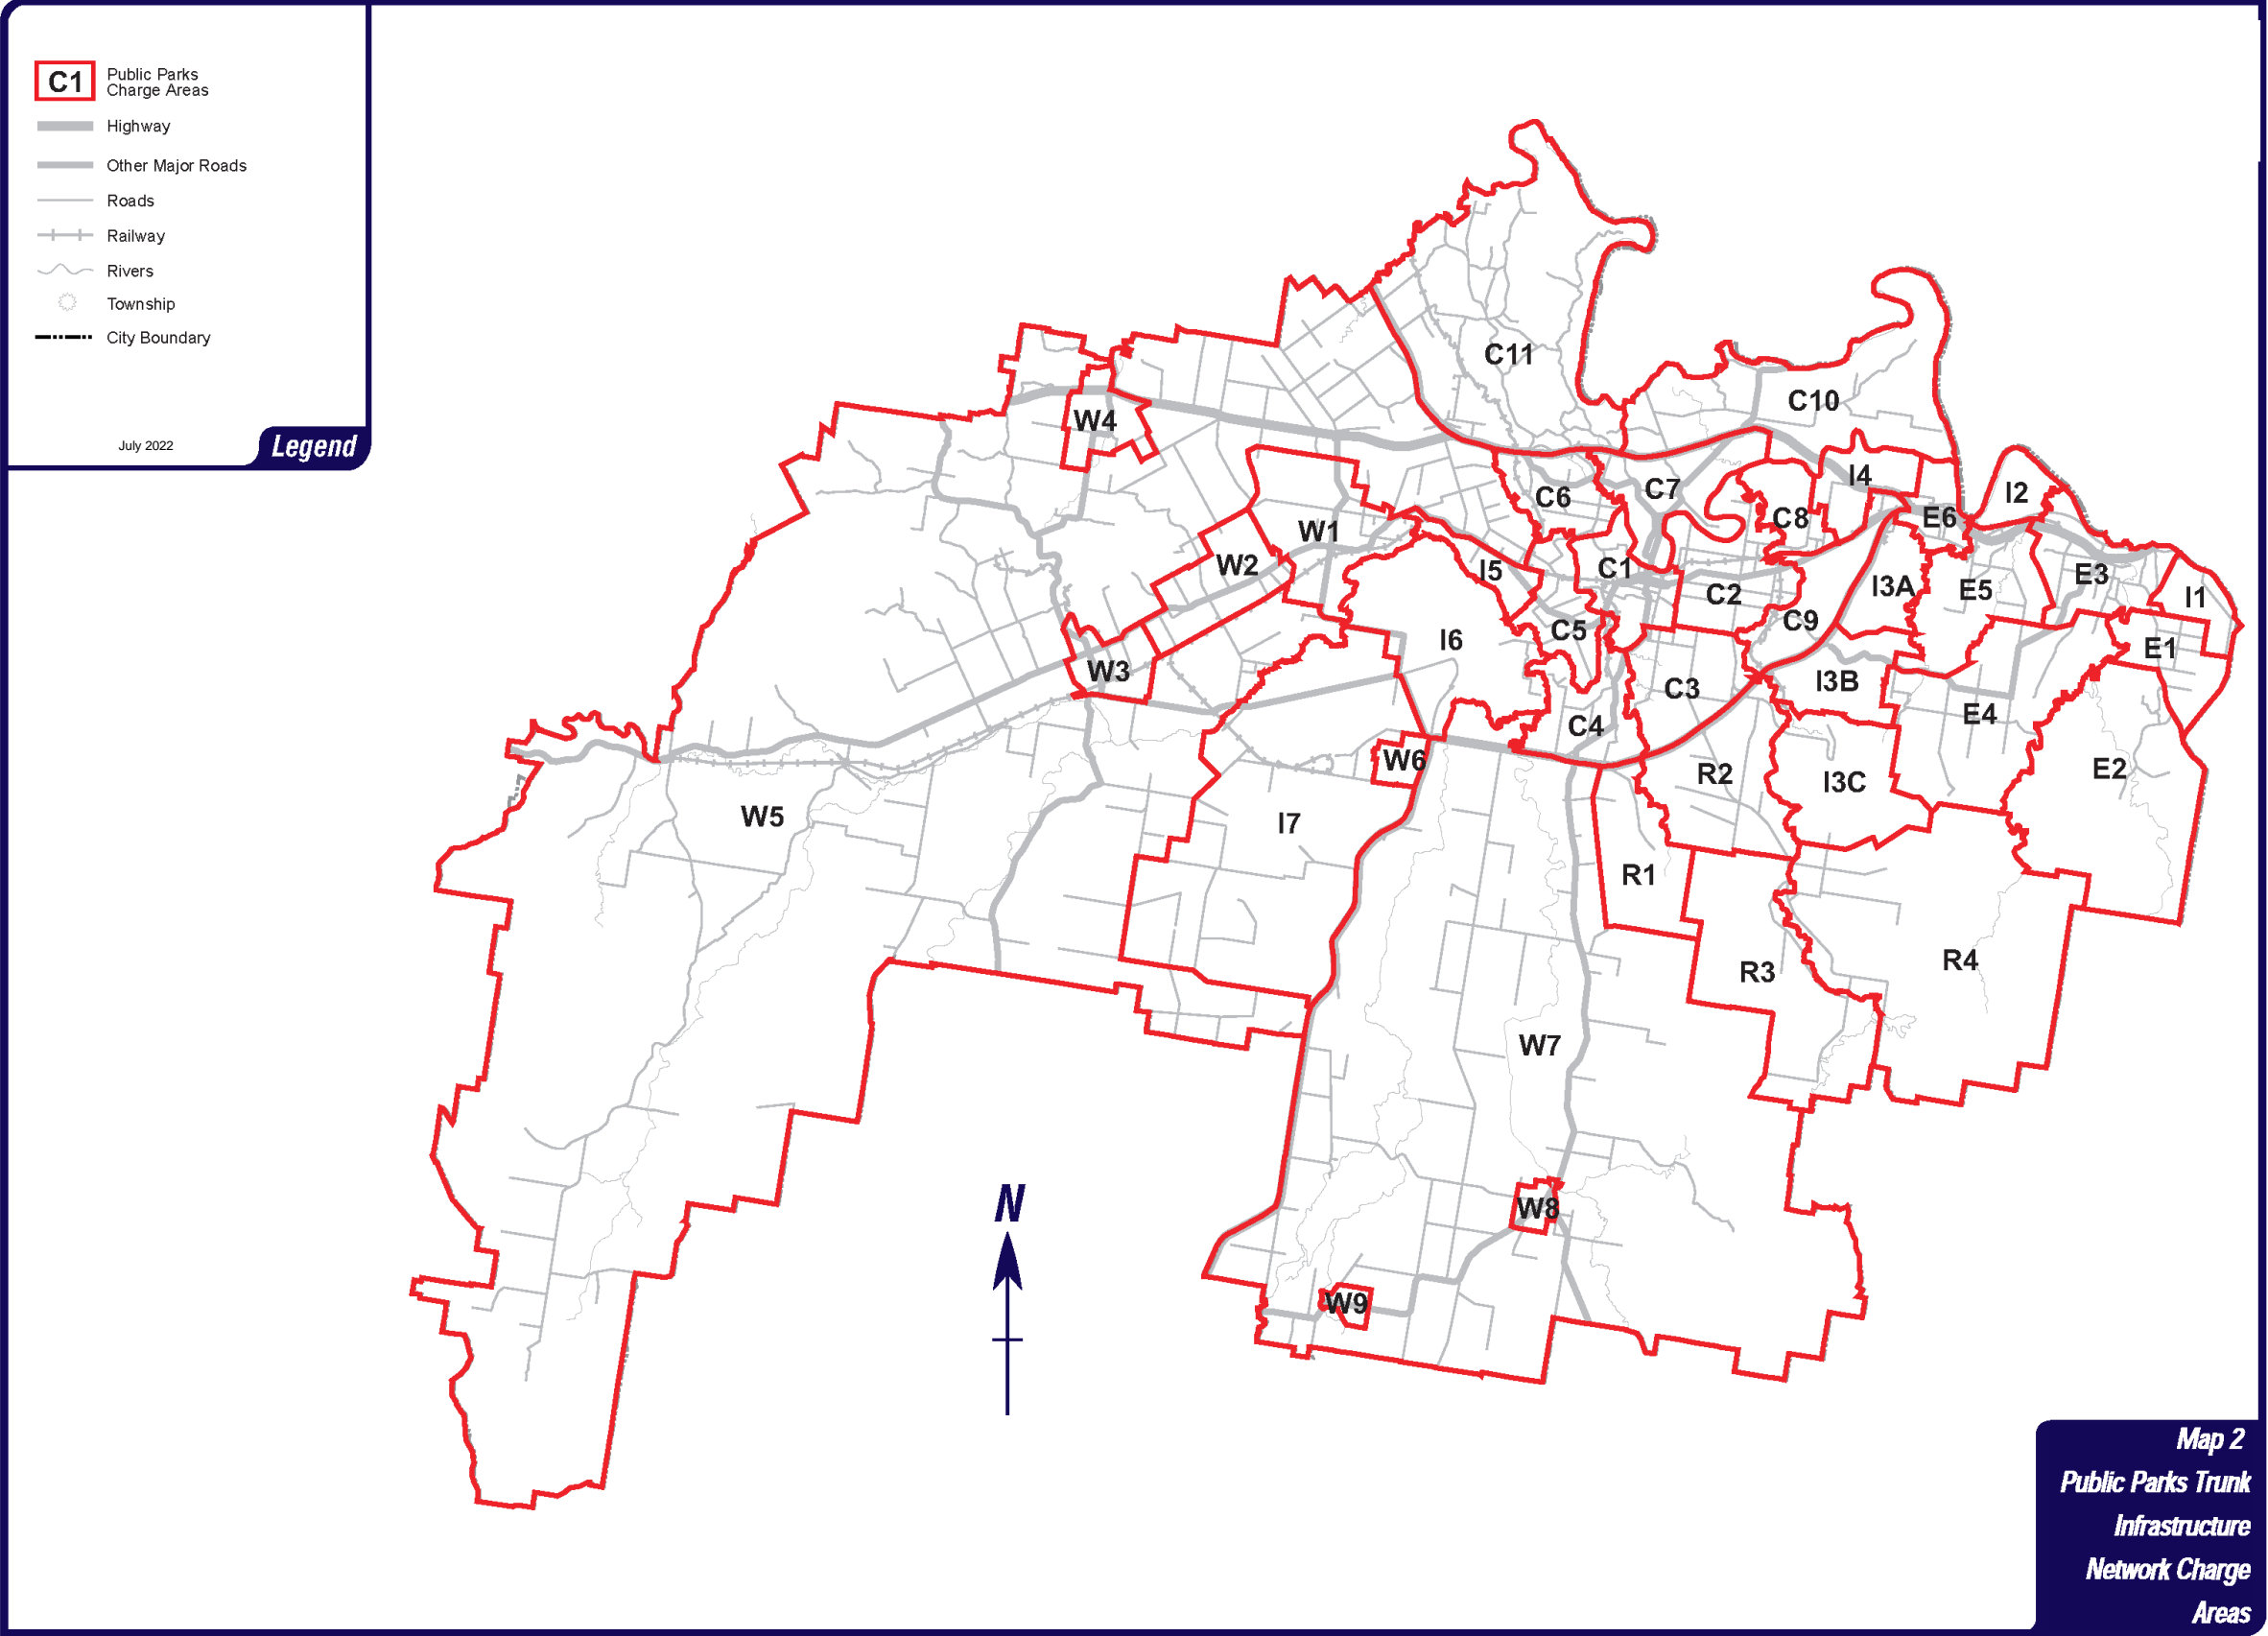 C1
Public Parks
Charge Areas
Highway
Other Major Roads
Roads
Railway
Rivers
Township
City Boundary
July 2022
Legend
C11
C10
W4
I4
C6
C7
I2
C8
E6
W1
W2
I5
C1
I3A
E3
E5
C2
I1
C9
C5
I6
E1
W3
I3B
C3
E4
C4
W6
E2
R2
I3C
W5
I7
R1
R4
R3
W7
N
W8
W9
Map 2
Public Parks Trunk
Infrastructure
Network Charge
Areas